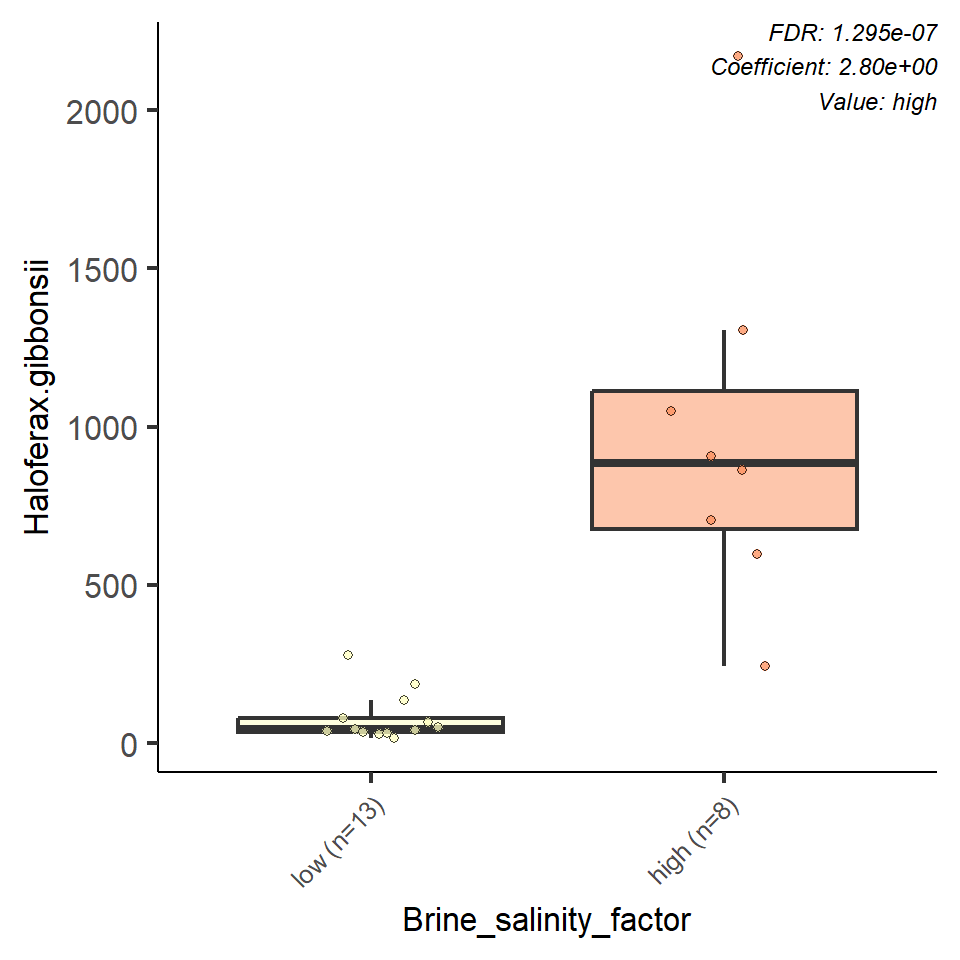 FDR: 1.295e-07
Coefficient: 2.80e+00
Value: high
2000
1500
1000
500
0
Haloferax.gibbonsii
low (n=13)
high (n=8)
Brine_salinity_factor